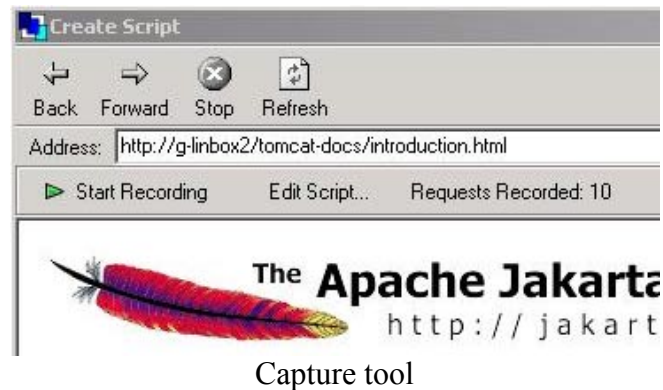 Create Script
Back Forward Stop Refresh
Address: http://g-linbox2/tomcat-docs/introduction.html
Start Recording Edit Script... Requests Recorded: 10
The Apache Jakarta
http://jakart
Capture tool